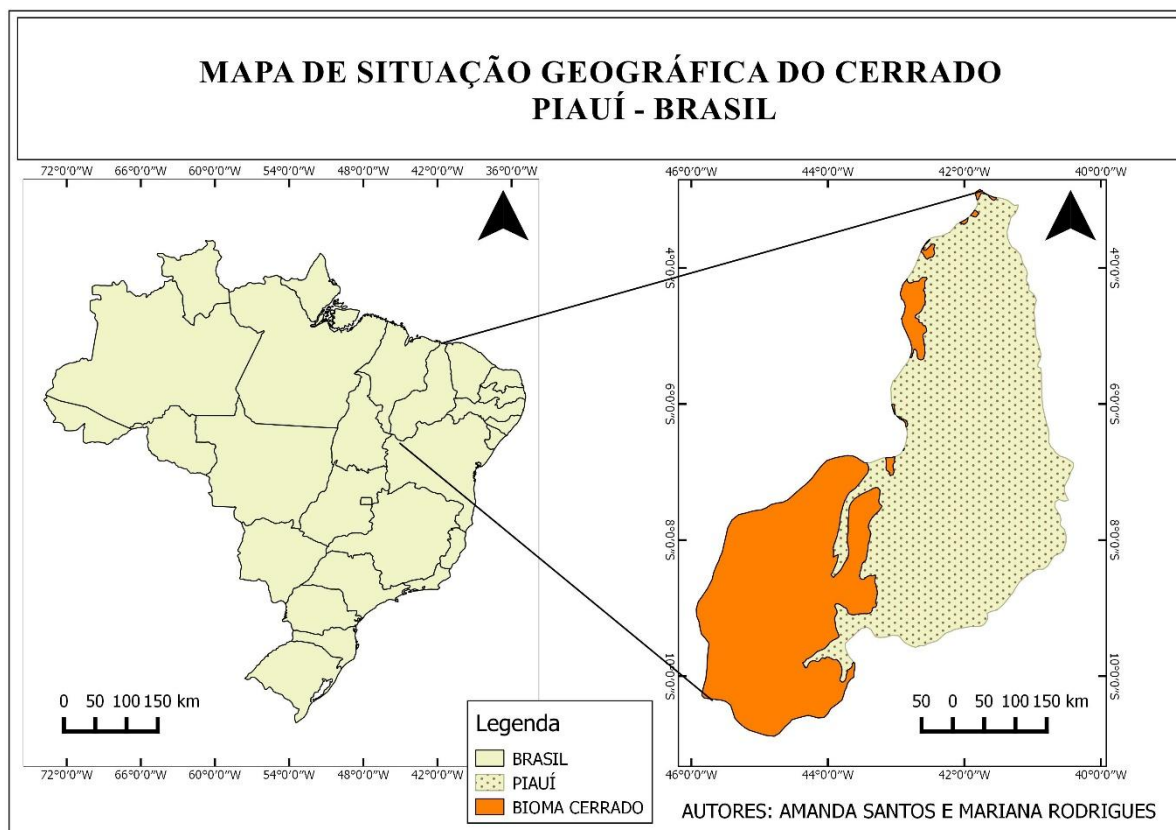 MAPA DE SITUAÇÃO GEOGRÁFICA DO CERRADO
PIAUÍ - BRASIL
72°0'0"W 66°0'0"W 60°0'0"W 54°0'0"W 48°0'0"W 42°0'0"W 36°0'0"W
46°0'0"W 44°0'0"W 42°0'0"W 40°0'0"W
4°0'0"S
4°0'0"S
6°0'0"S
6°0'0"S
8°0'0"S
8°0'0"S
10°0'0"S
10°0'0"S
0 50 100 150 km
50 0 50 100 150 km
Legenda
BRASIL
PIAUÍ
BIOMA CERRADO
72°0'0"W 66°0'0"W 60°0'0"W 54°0'0"W 48°0'0"W 42°0'0"W
46°0'0"W 44°0'0"W 42°0'0"W 40°0'0"W
AUTORES: AMANDA SANTOS E MARIANA RODRIGUES